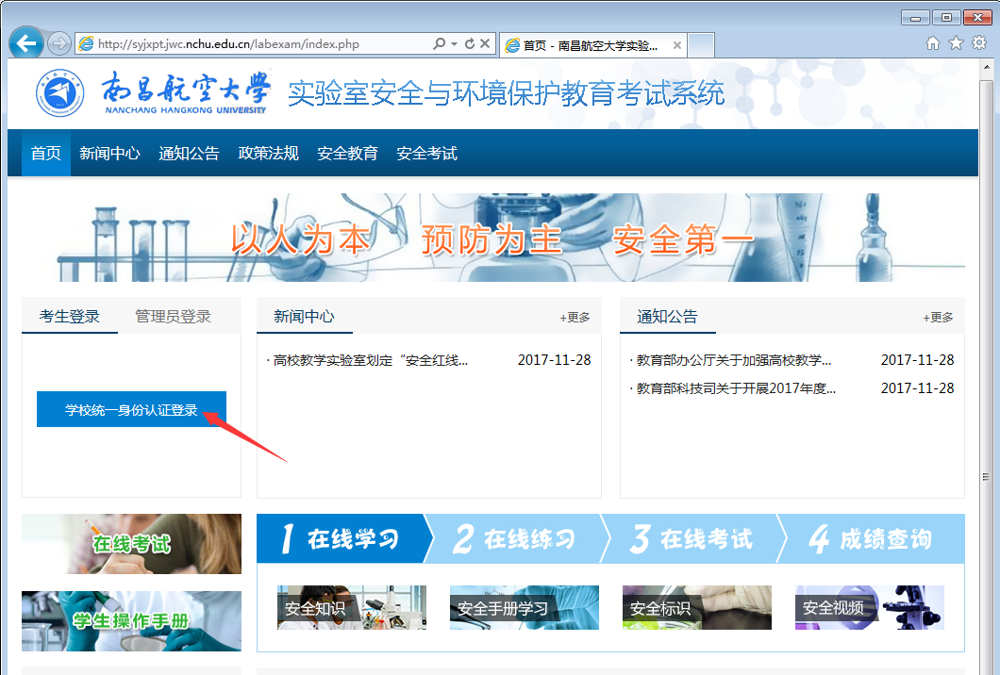 http://syjxpt.jwc.nchu.edu.cn/labexam/index.php
首页 - 南昌航空大学实验...
南昌航空大学
NANCHANG HANGKONG UNIVERSITY
实验室安全与环境保护教育考试系统
首页 新闻中心 通知公告 政策法规 安全教育 安全考试
以人为本 预防为主 安全第一
考生登录 管理员登录
学校统一身份认证登录
新闻中心 +更多
· 高校教学实验室划定“安全红线... 2017-11-28
通知公告 +更多
· 教育部办公厅关于加强高校教学... 2017-11-28
· 教育部科技司关于开展2017年度... 2017-11-28
在线考试
学生操作手册
1 在线学习 2 在线练习 3 在线考试 4 成绩查询
安全知识 安全手册学习 安全标识 安全视频